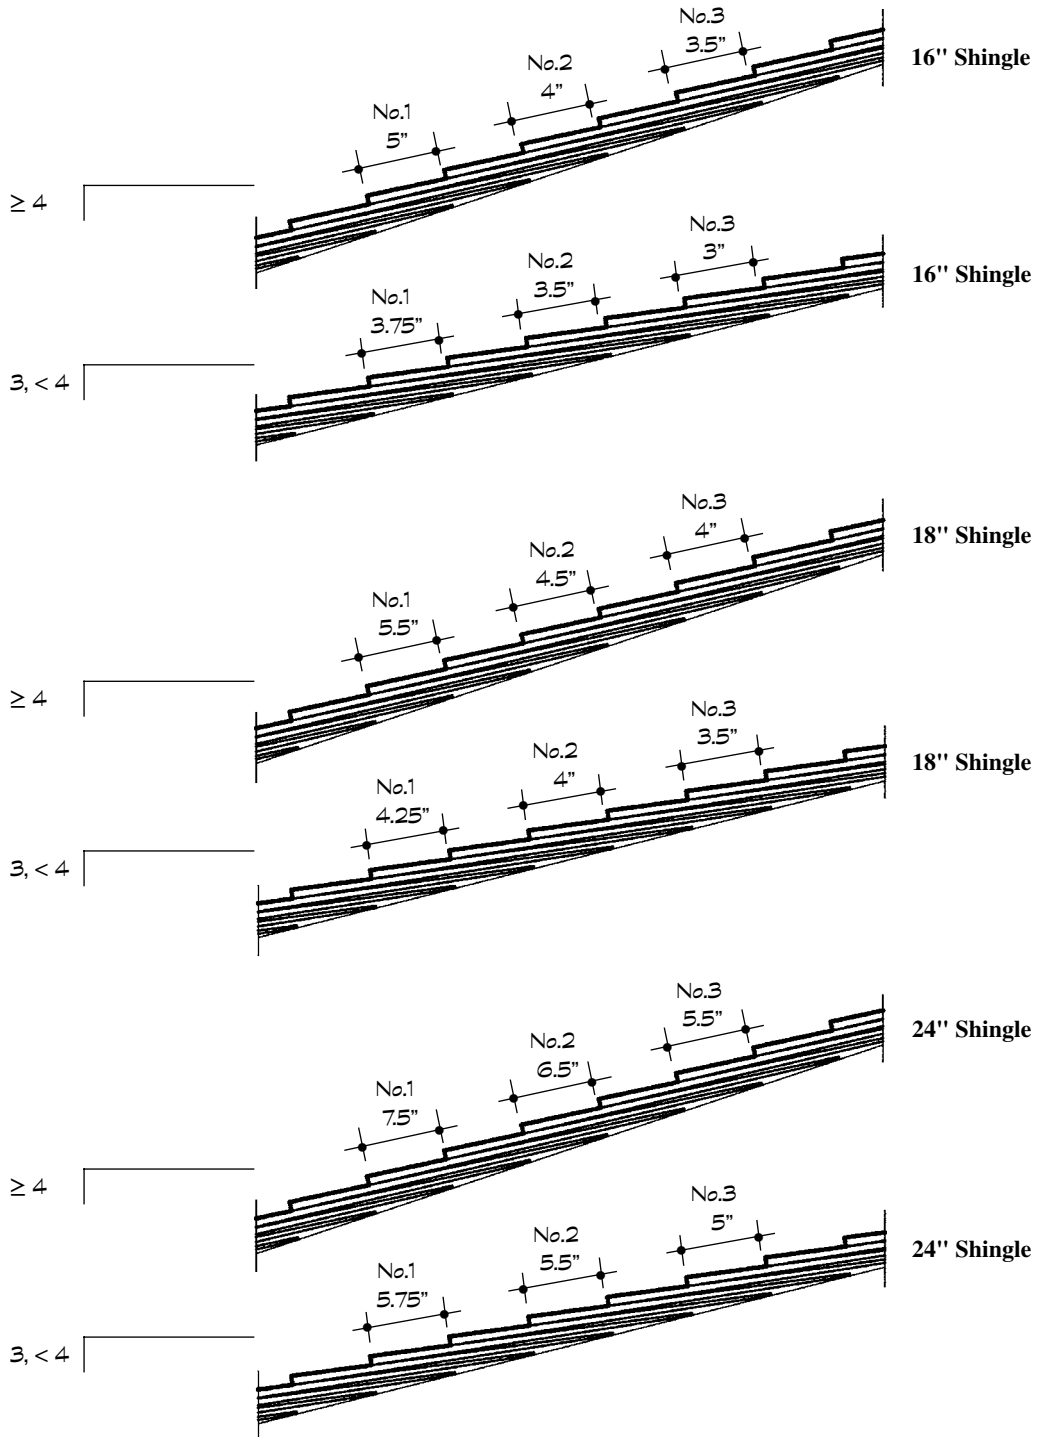 No.3
3.5”
16" Shingle
No.2
4”
No.1
5”
≥ 4
No.3
3”
16" Shingle
No.2
3.5”
No.1
3.75”
3, < 4
No.3
4”
18" Shingle
No.2
4.5”
No.1
5.5”
≥ 4
No.3
3.5”
18" Shingle
No.2
4”
No.1
4.25”
3, < 4
No.3
5.5”
24" Shingle
No.2
6.5”
No.1
7.5”
≥ 4
No.3
5”
24" Shingle
No.2
5.5”
No.1
5.75”
3, < 4